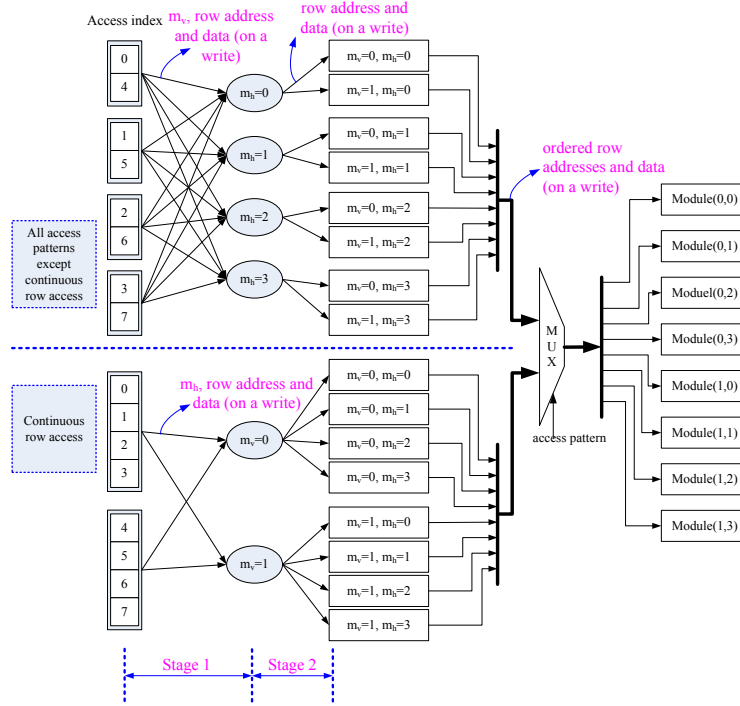 Access index
m_v, row address
and data (on a
write)
row address and
data (on a write)
0
4
1
5
2
6
3
7
m_h=0
m_h=1
m_h=2
m_h=3
m_v=0, m_h=0
m_v=1, m_h=0
m_v=0, m_h=1
m_v=1, m_h=1
m_v=0, m_h=2
m_v=1, m_h=2
m_v=0, m_h=3
m_v=1, m_h=3
ordered row
addresses and data
(on a write)
All access
patterns
except
continuous
row access
Continuous
row access
0
1
2
3
4
5
6
7
m_h, row address and
data (on a write)
m_v=0
m_v=1
m_v=0, m_h=0
m_v=0, m_h=1
m_v=0, m_h=2
m_v=0, m_h=3
m_v=1, m_h=0
m_v=1, m_h=1
m_v=1, m_h=2
m_v=1, m_h=3
M
U
X
access pattern
Module(0,0)
Module(0,1)
Moduel(0,2)
Module(0,3)
Module(1,0)
Module(1,1)
Module(1,2)
Module(1,3)
Stage 1
Stage 2